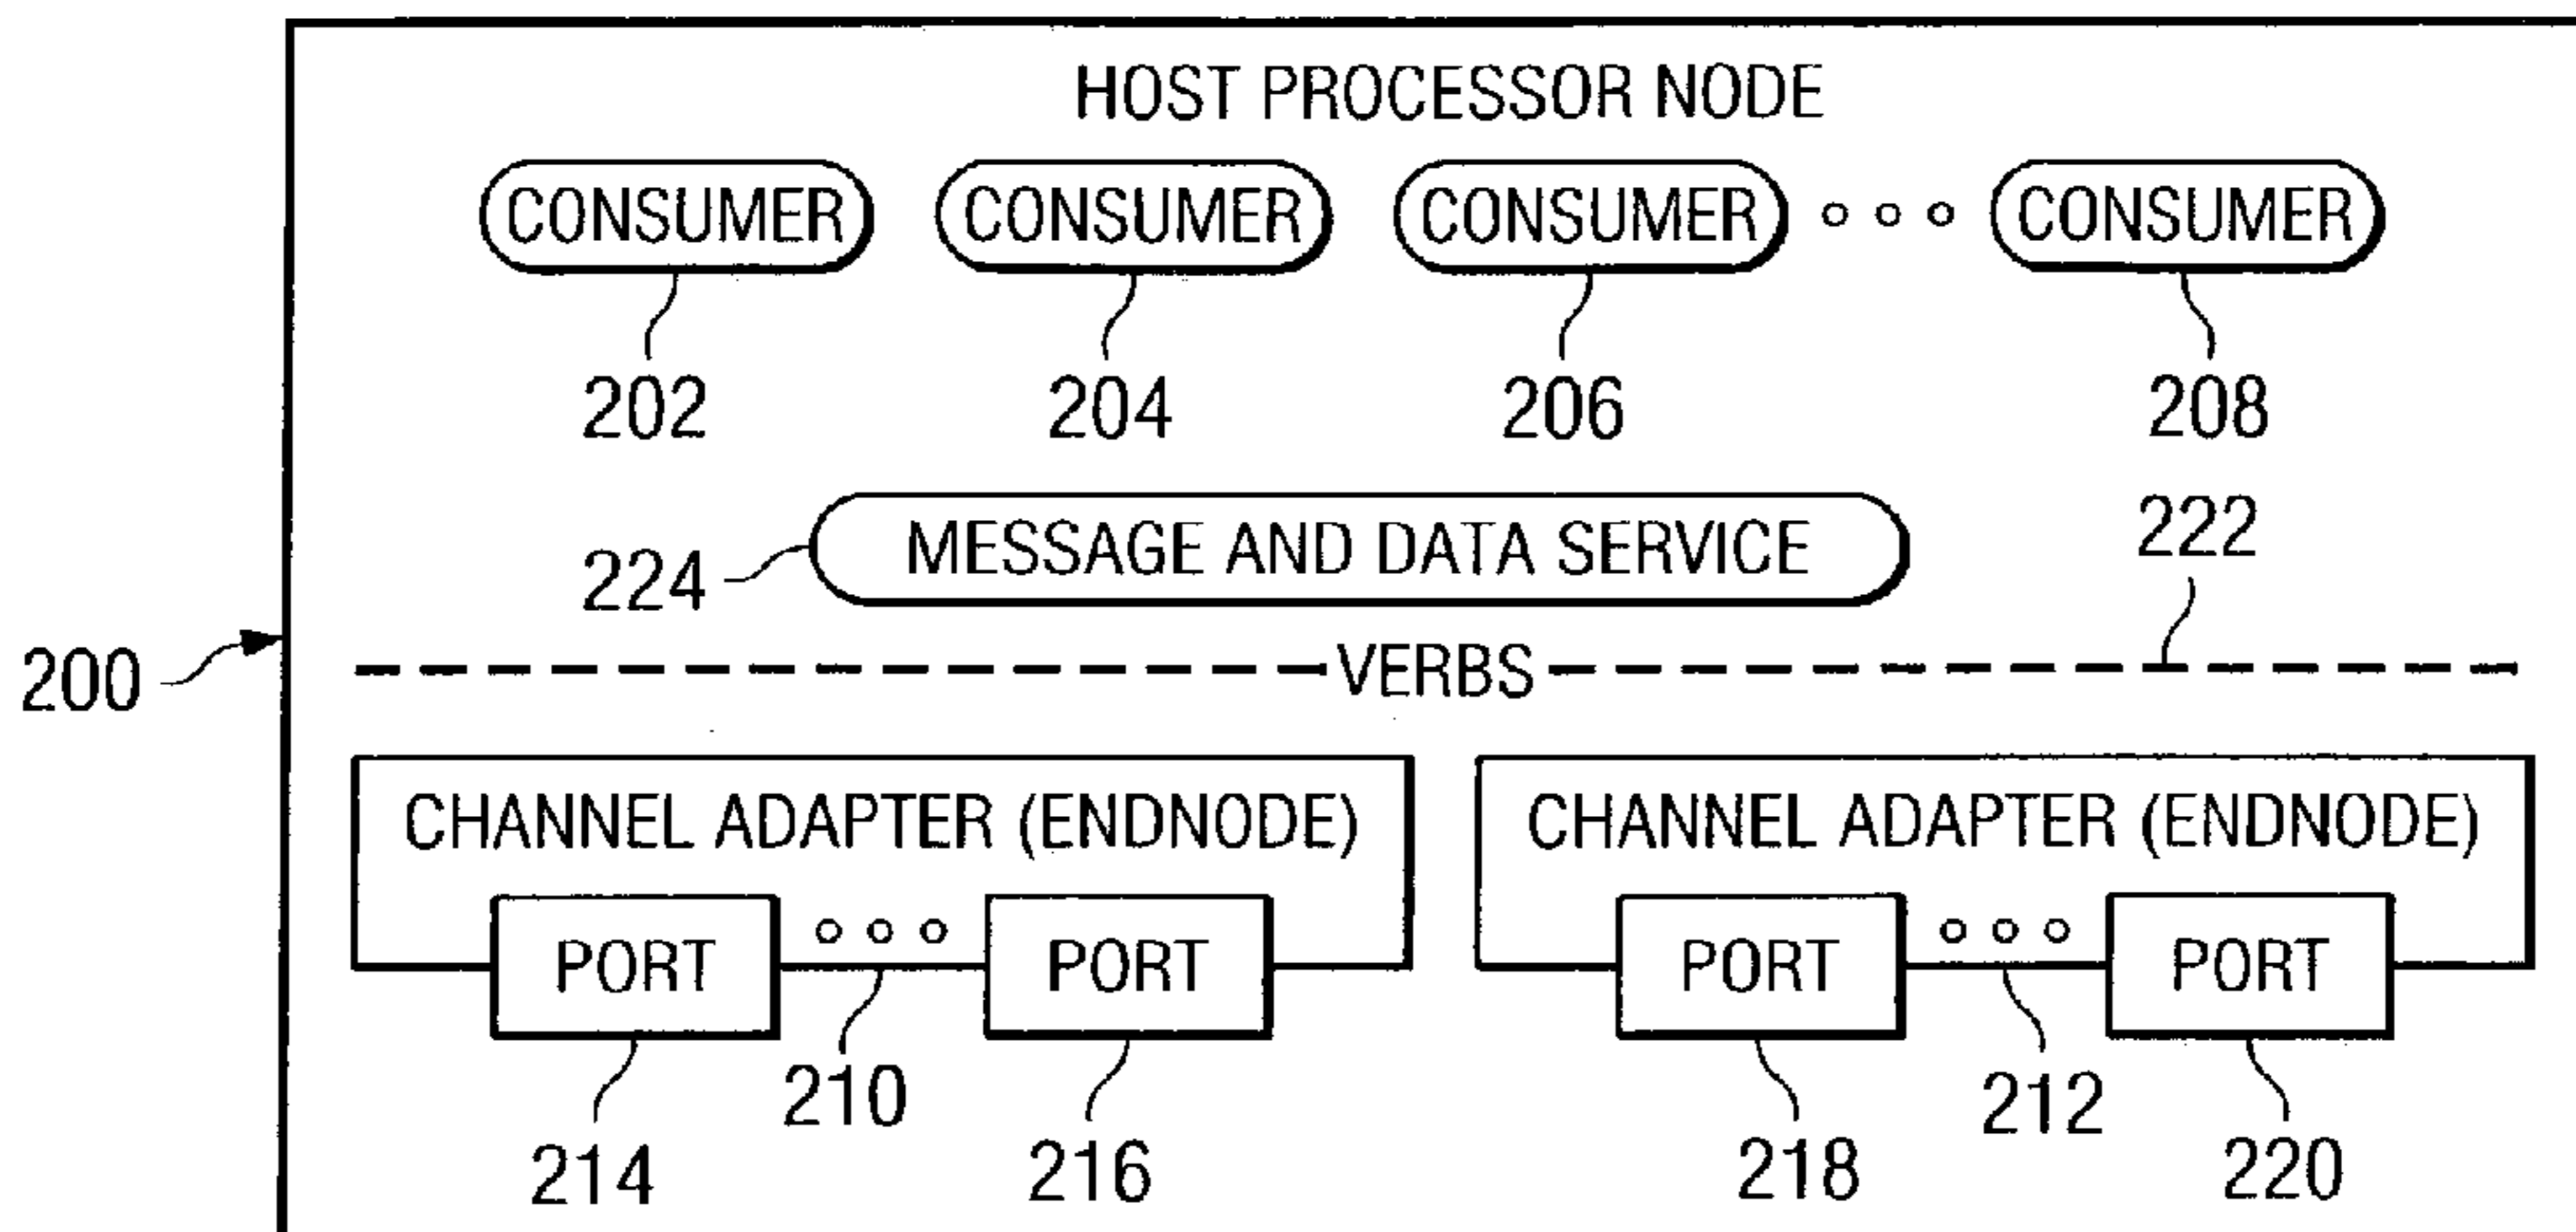 HOST PROCESSOR NODE
CONSUMER CONSUMER CONSUMER CONSUMER
202 204 206 208
222
MESSAGE AND DATA SERVICE
224
200
VERBS
CHANNEL ADAPTER (ENDNODE) CHANNEL ADAPTER (ENDNODE)
PORT PORT PORT PORT
210 212
214 216 218 220